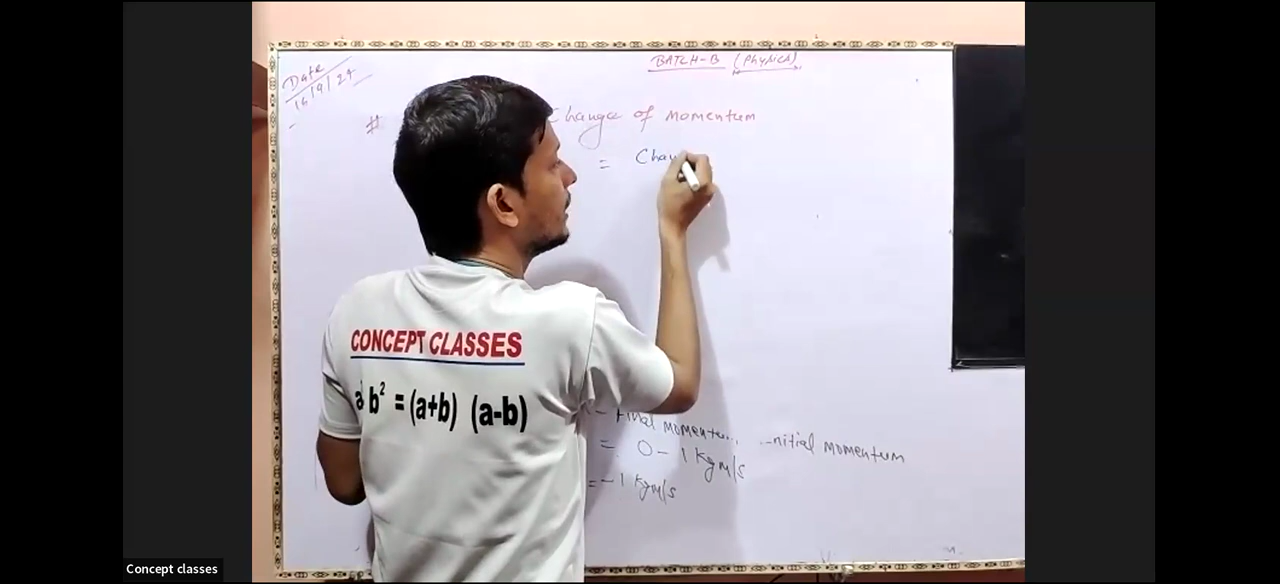 Date
16/9/24
BATCH-B (Physics)
# Change of Momentum
= Chan
CONCEPT CLASSES
a b² = (a+b) (a-b)
- Final momentum -nitial momentum
= 0 - 1 Kgm/s
= - 1 Kgm/s
Concept classes